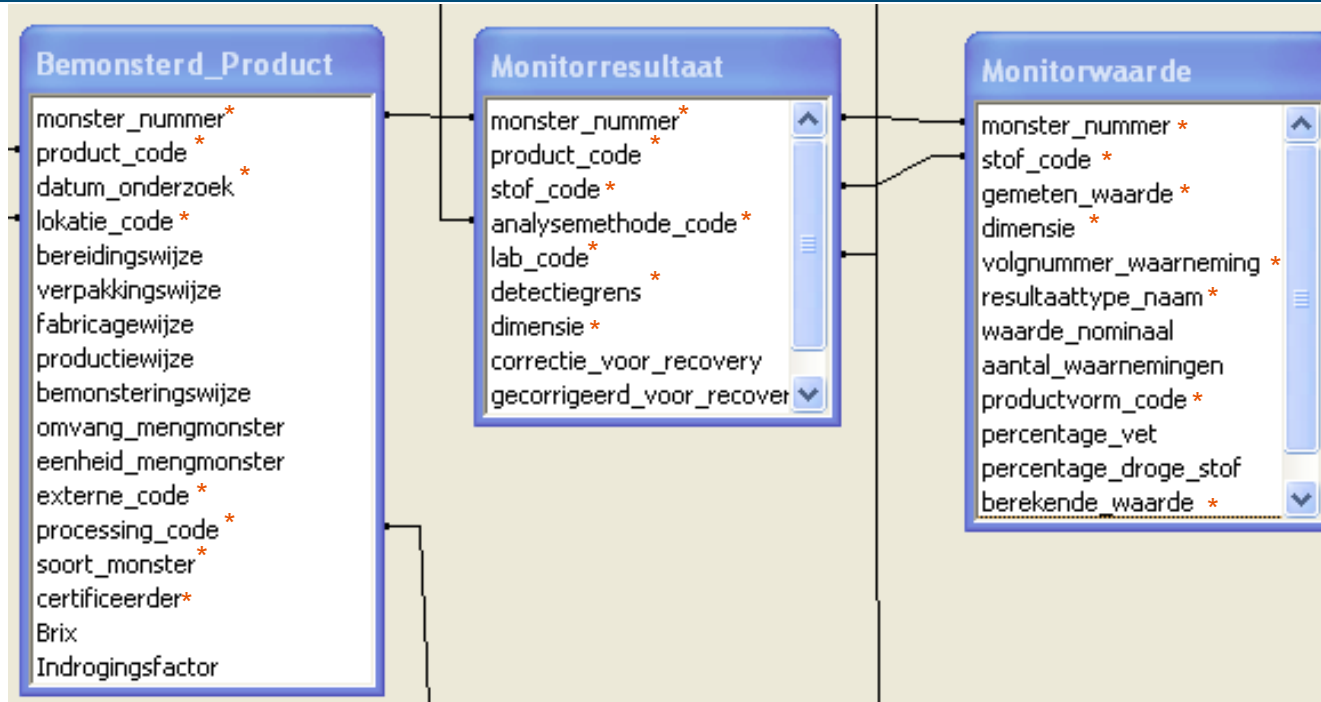 Bemonsterd_Product
monster_nummer*
product_code *
datum_onderzoek *
lokatie_code *
bereidingswijze
verpakkingswijze
fabricagewijze
productiewijze
bemonsteringswijze
omvang_mengmonster
eenheid_mengmonster
externe_code *
processing_code *
soort_monster*
certificeerder*
Brix
Indrogingsfactor
Monitorresultaat
monster_nummer*
product_code *
stof_code *
analysemethode_code *
lab_code*
detectiegrens *
dimensie *
correctie_voor_recovery
gecorrigeerd_voor_recover
Monitorwaarde
monster_nummer *
stof_code *
gemeten_waarde *
dimensie *
volgnummer_waarneming *
resultaattype_naam *
waarde_nominaal
aantal_waarnemingen
productvorm_code *
percentage_vet
percentage_droge_stof
berekende_waarde *